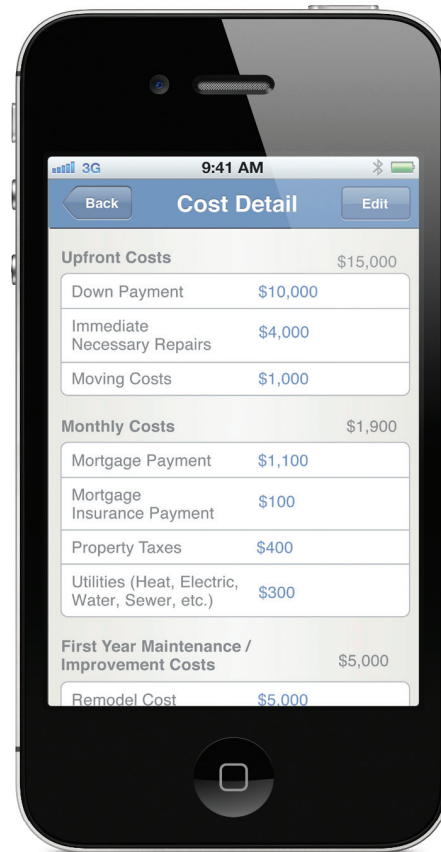 3G 9:41 AM
Back Cost Detail Edit
Upfront Costs $15,000
Down Payment $10,000
Immediate
Necessary Repairs $4,000
Moving Costs $1,000
Monthly Costs $1,900
Mortgage Payment $1,100
Mortgage
Insurance Payment $100
Property Taxes $400
Utilities (Heat, Electric,
Water, Sewer, etc.) $300
First Year Maintenance /
Improvement Costs $5,000
Remodel Cost $5,000